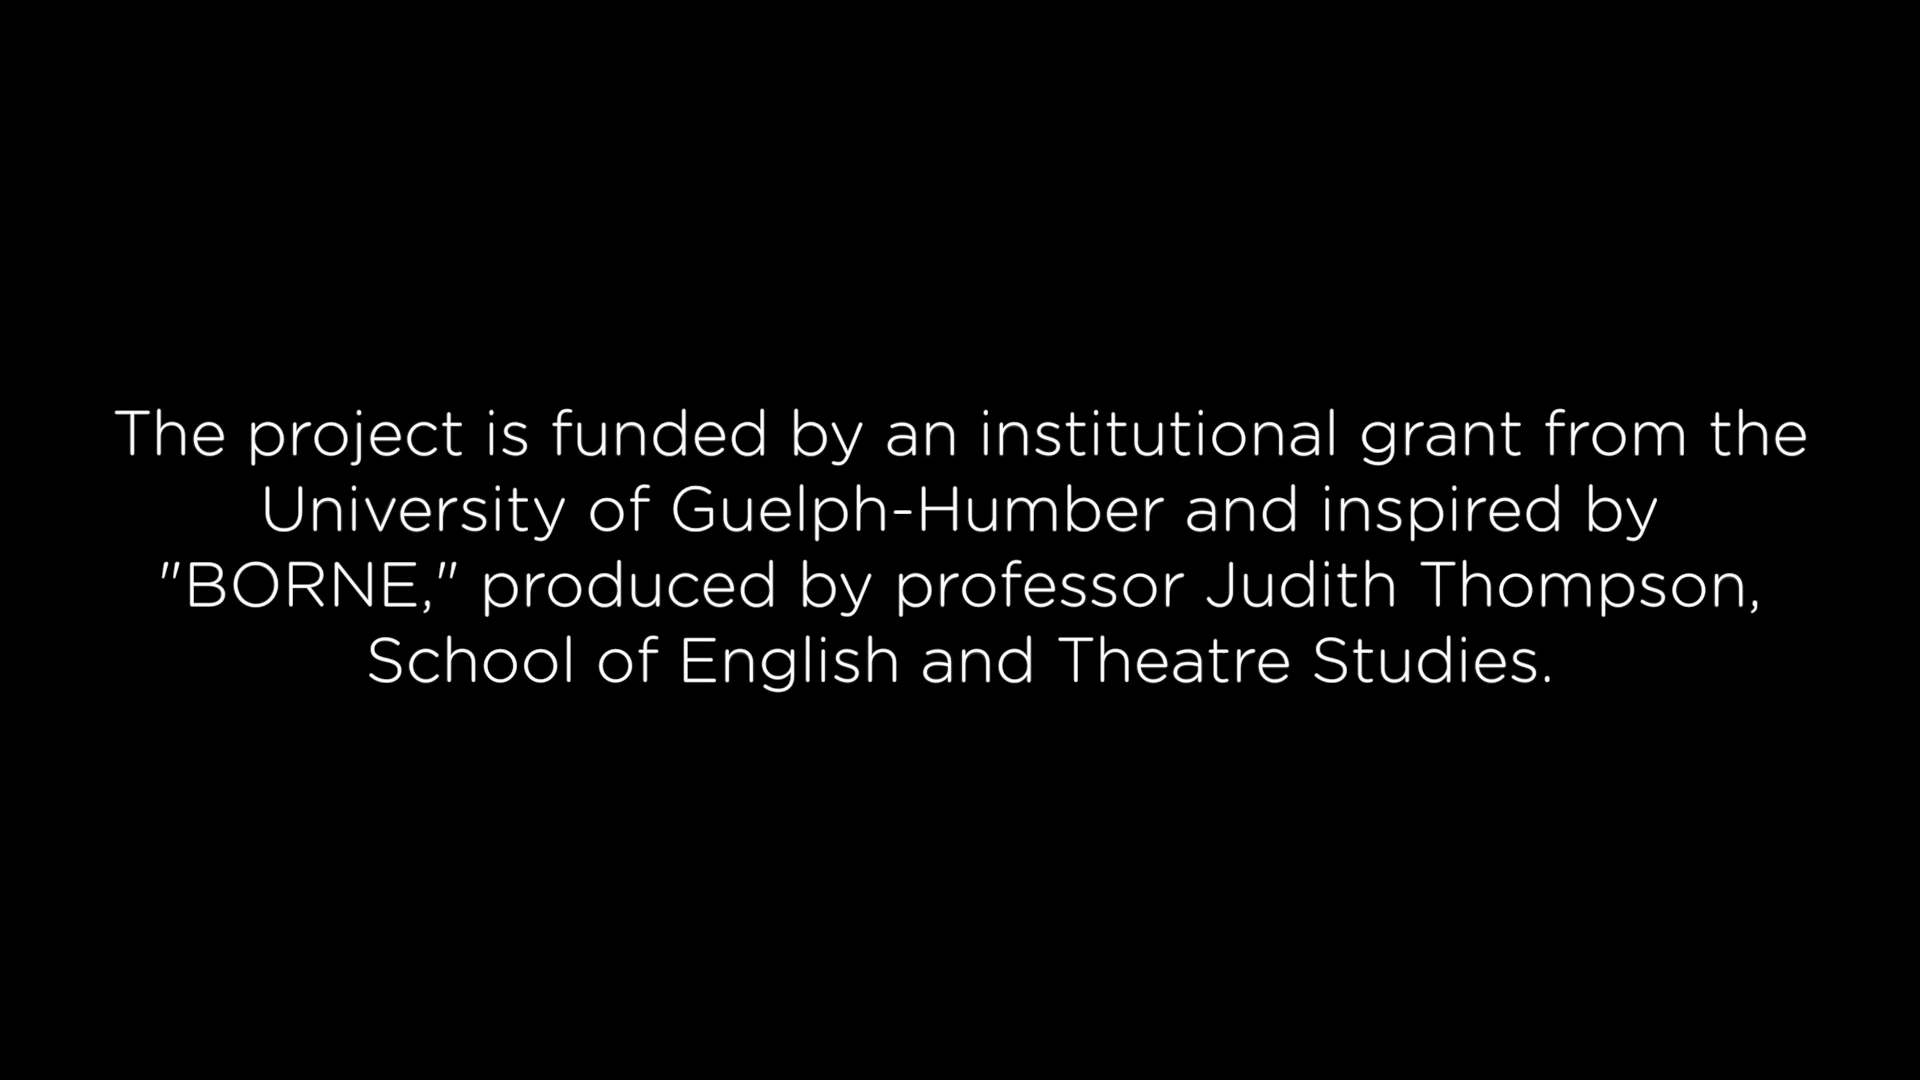 The project is funded by an institutional grant from the
University of Guelph-Humber and inspired by
"BORNE," produced by professor Judith Thompson,
School of English and Theatre Studies.